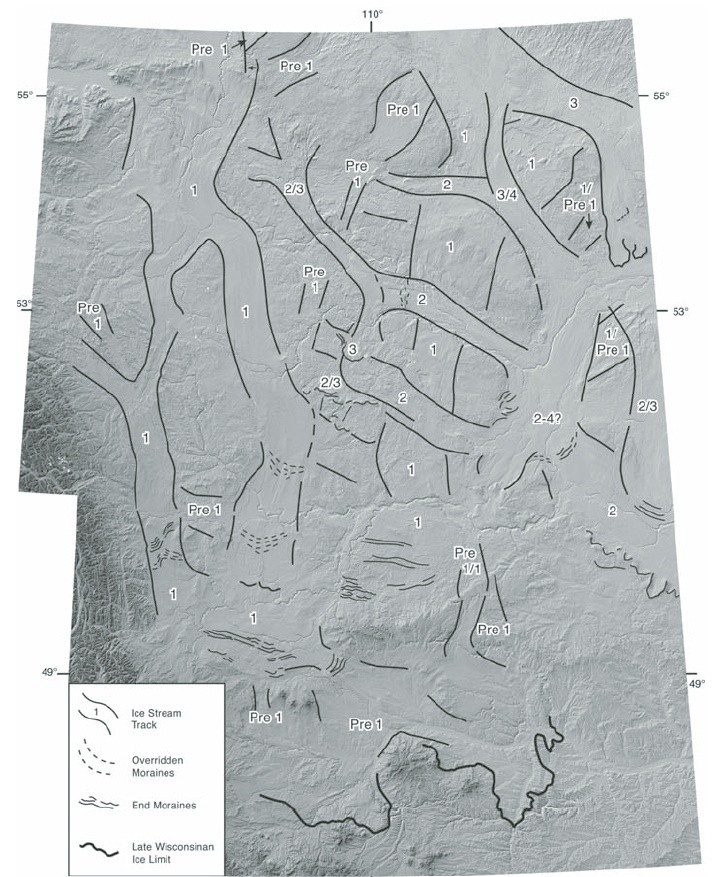 110°
Pre 1
Pre 1
55°
55°
3
Pre 1
1
1
Pre
1
2/3
1
2
3/4
1/
Pre 1
1
Pre
1
2
53°
53°
Pre
1
1
1/
Pre 1
3
1
2/3
2
2/3
2-4?
1
1
Pre 1
2
1
Pre
1/1
1
1
Pre 1
49°
49°
Pre 1
Pre 1
1
Ice Stream
Track
Overridden
Moraines
End Moraines
Late Wisconsinan
Ice Limit